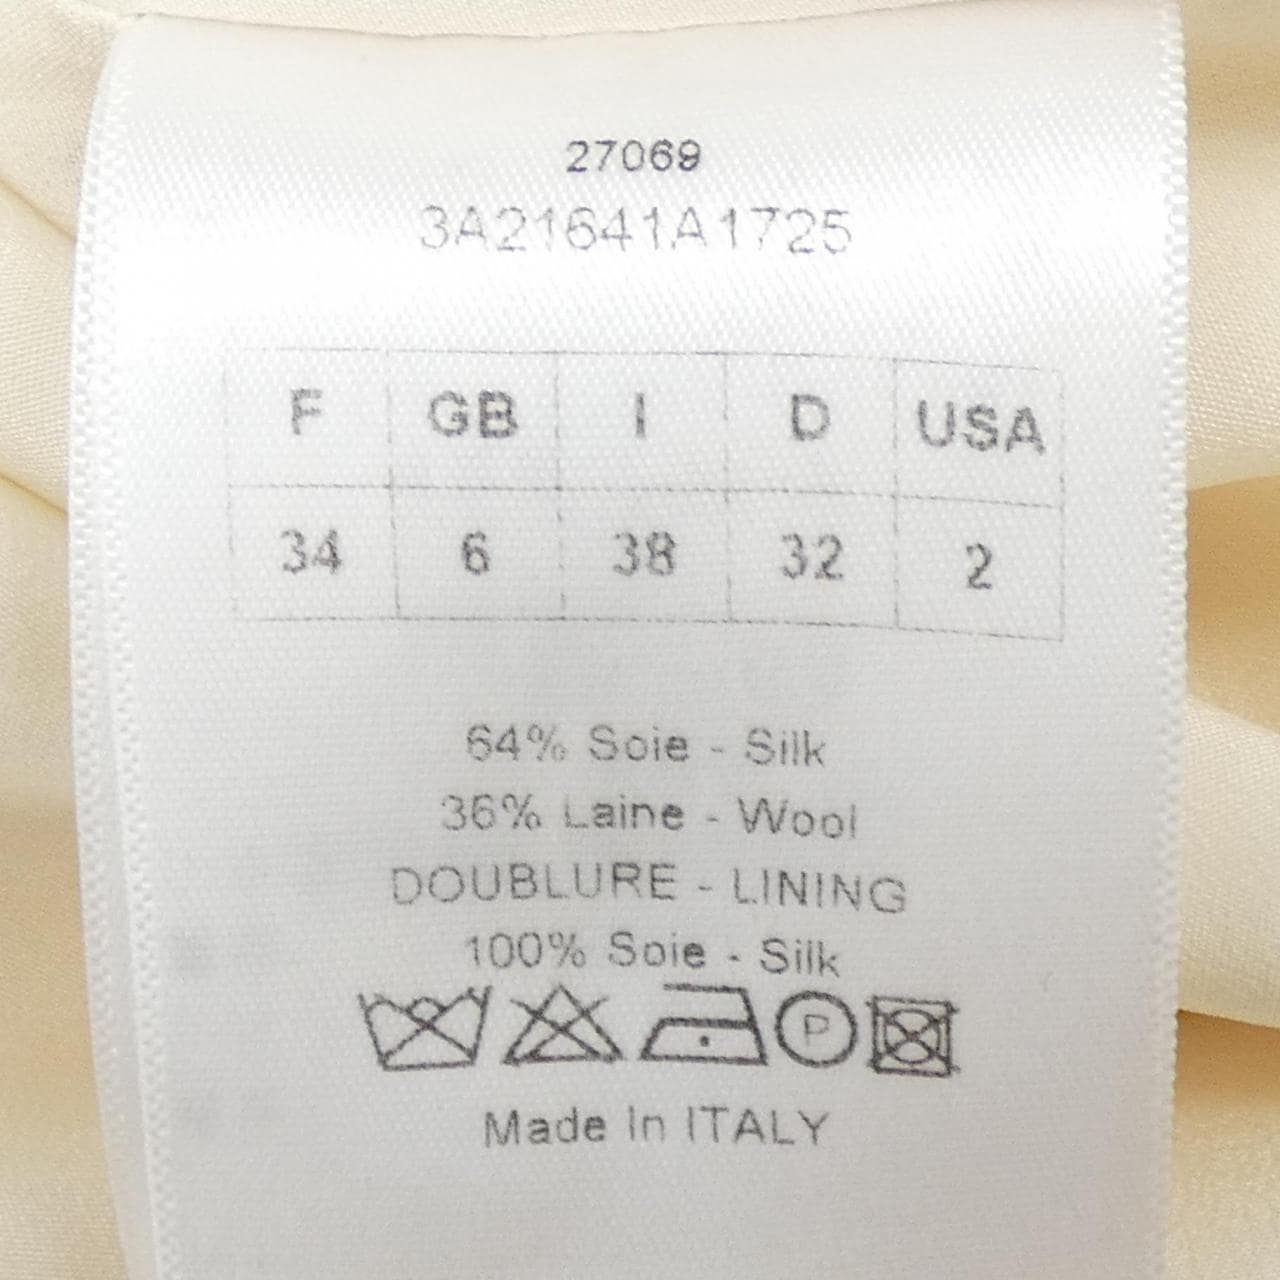 27069
3A21641A1725
F GB I D USA
34 6 38 32 2
64% Soie - Silk
36% Laine - Wool
DOUBLURE - LINING
100% Soie - Silk
P
Made In ITALY